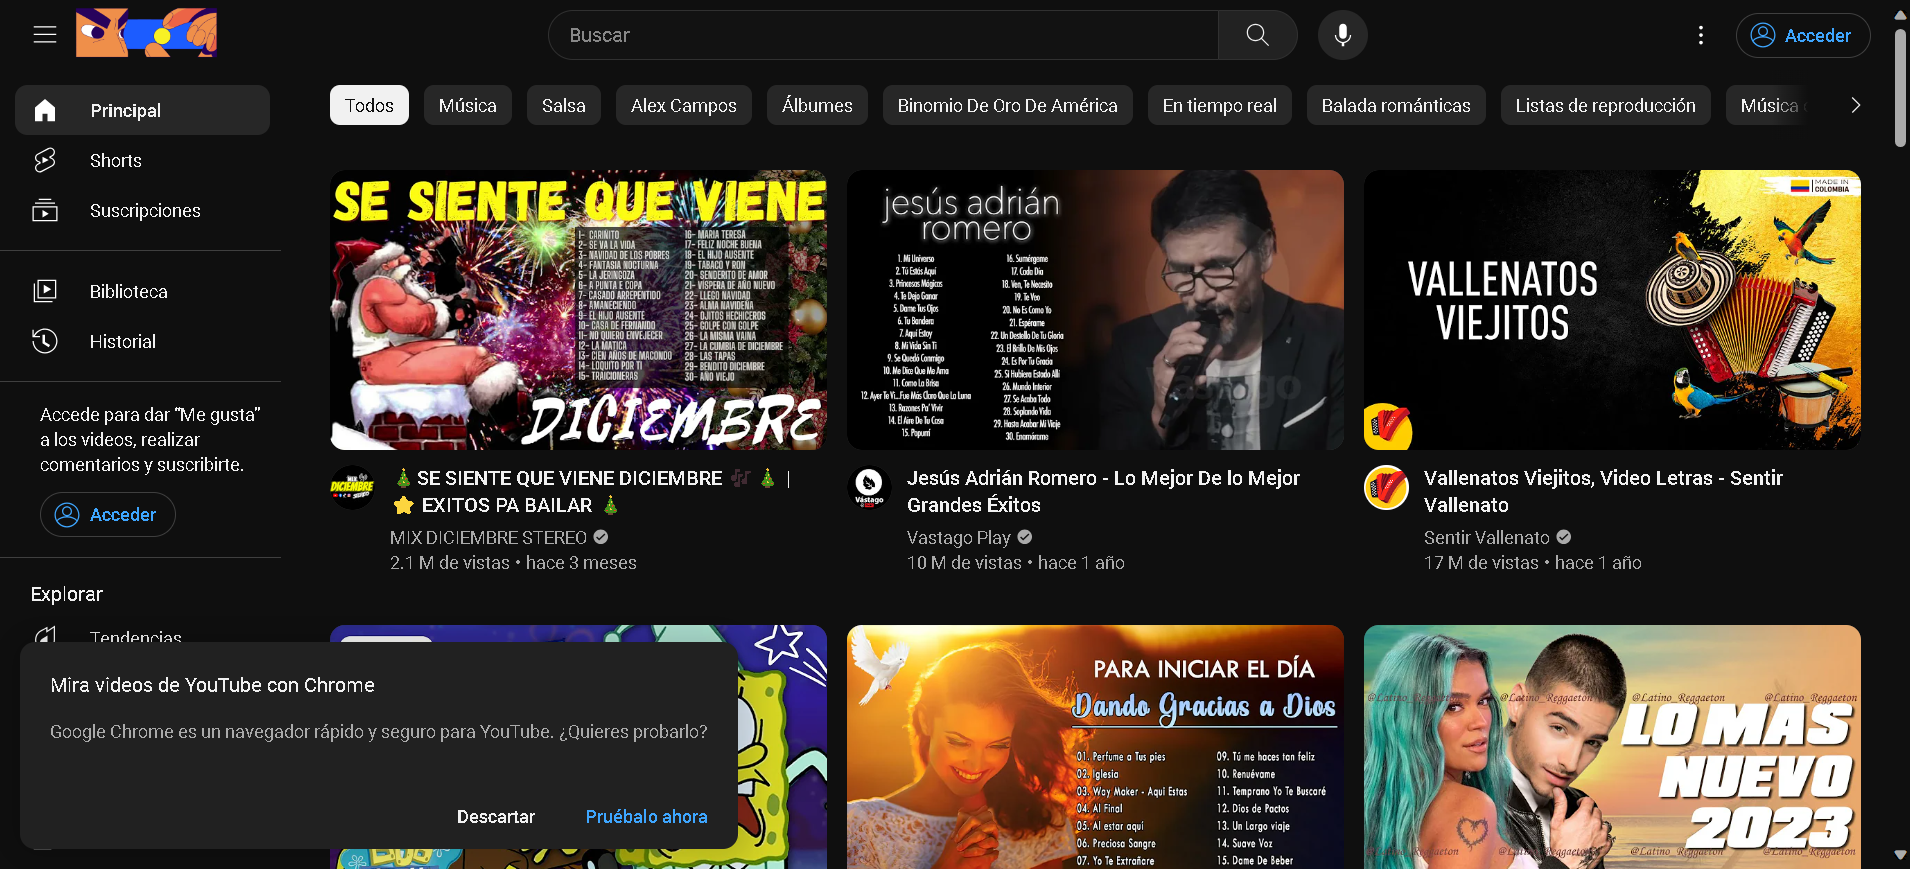 Buscar
Acceder
Principal
Shorts
Suscripciones
Biblioteca
Historial
Accede para dar “Me gusta”
a los videos, realizar
comentarios y suscribirte.
Acceder
Explorar
Tendencias
Todos
Música
Salsa
Alex Campos
Álbumes
Binomio De Oro De América
En tiempo real
Balada románticas
Listas de reproducción
Música
SE SIENTE QUE VIENE
1- CARIÑITO
2- SE VA LA VIDA
3- NAVIDAD DE LOS POBRES
4- FANTASIA NOCTURNA
5- LA JERINGOZA
6- A PUNTA E COPA
7- CASADO ARREPENTIDO
8- AMANECIENDO
9- EL HIJO AUSENTE
10- CASA DE FERNANDO
11- NO QUIERO ENVEJECER
12- LA MATICA
13- CIEN AÑOS DE MACONDO
14- LOQUITO POR TI
15- TRAICIONERAS
16- MARIA TERESA
17- FELIZ NOCHE BUENA
18- EL HIJO AUSENTE
19- TABACO Y RON
20- SENDERITO DE AMOR
21- VISPERA DE AÑO NUEVO
22- LLEGO NAVIDAD
23- ALMA NAVIDEÑA
24- OJITOS HECHICEROS
25- GOLPE CON GOLPE
26- LA MISMA VAINA
27- LA CUMBIA DE DICIEMBRE
28- LAS TAPAS
29- BENDITO DICIEMBRE
30- AÑO VIEJO
DICIEMBRE
MIX
DICIEMBRE
STEREO
🎄 SE SIENTE QUE VIENE DICIEMBRE 🎶 🎄 |
⭐ EXITOS PA BAILAR 🎄
MIX DICIEMBRE STEREO
2.1 M de vistas • hace 3 meses
jesús adrián
romero
1. Mi Universo
2. Tú Estás Aquí
3. Princesas Mágicas
4. Te Dejo Ganar
5. Dame Tus Ojos
6. Tu Bandera
7. Aquí Estoy
8. Mi Vida Sin Ti
9. Se Quedó Conmigo
10. Me Dice Que Me Ama
11. Como La Brisa
12. Ayer Te Vi...Fue Más Claro Que La Luna
13. Razones Pa' Vivir
14. El Aire De Tu Casa
15. Popurrí
16. Sumérgeme
17. Cada Día
18. Ven, Te Necesito
19. Te Veo
20. No Es Como Yo
21. Espérame
22. Un Destello De Tu Gloria
23. El Brillo De Mis Ojos
24. Es Por Tu Gracia
25. Si Hubiera Estado Allí
26. Mundo Interior
27. Se Acaba Todo
28. Soplando Vida
29. Hasta Acabar Mi Viaje
30. Enamórame
vastago
Vástago
Jesús Adrián Romero - Lo Mejor De lo Mejor
Grandes Éxitos
Vastago Play
10 M de vistas • hace 1 año
MADE IN
COLOMBIA
VALLENATOS
VIEJITOS
Vallenatos Viejitos, Video Letras - Sentir
Vallenato
Sentir Vallenato
17 M de vistas • hace 1 año
PARA INICIAR EL DÍA
Dando Gracias a Dios
01. Perfume a Tus pies
02. Iglesia
03. Way Maker - Aqui Estas
04. Al Final
05. Al estar aquí
06. Preciosa Sangre
07. Yo Te Extrañare
09. Tú me haces tan feliz
10. Renuévame
11. Temprano Yo Te Buscaré
12. Dios de Pactos
13. Un Largo viaje
14. Suave Voz
15. Dame De Beber
@Latino_Reggaeton @Latino_Reggaeton @Latino_Reggaeton @Latino_Reggaeton
LO MAS
NUEVO
2023
@Latino_Reggaeton @Latino_Reggaeton @Latino_Reggaeton @Latino_Reggaeton
Mira videos de YouTube con Chrome
Google Chrome es un navegador rápido y seguro para YouTube. ¿Quieres probarlo?
Descartar
Pruébalo ahora